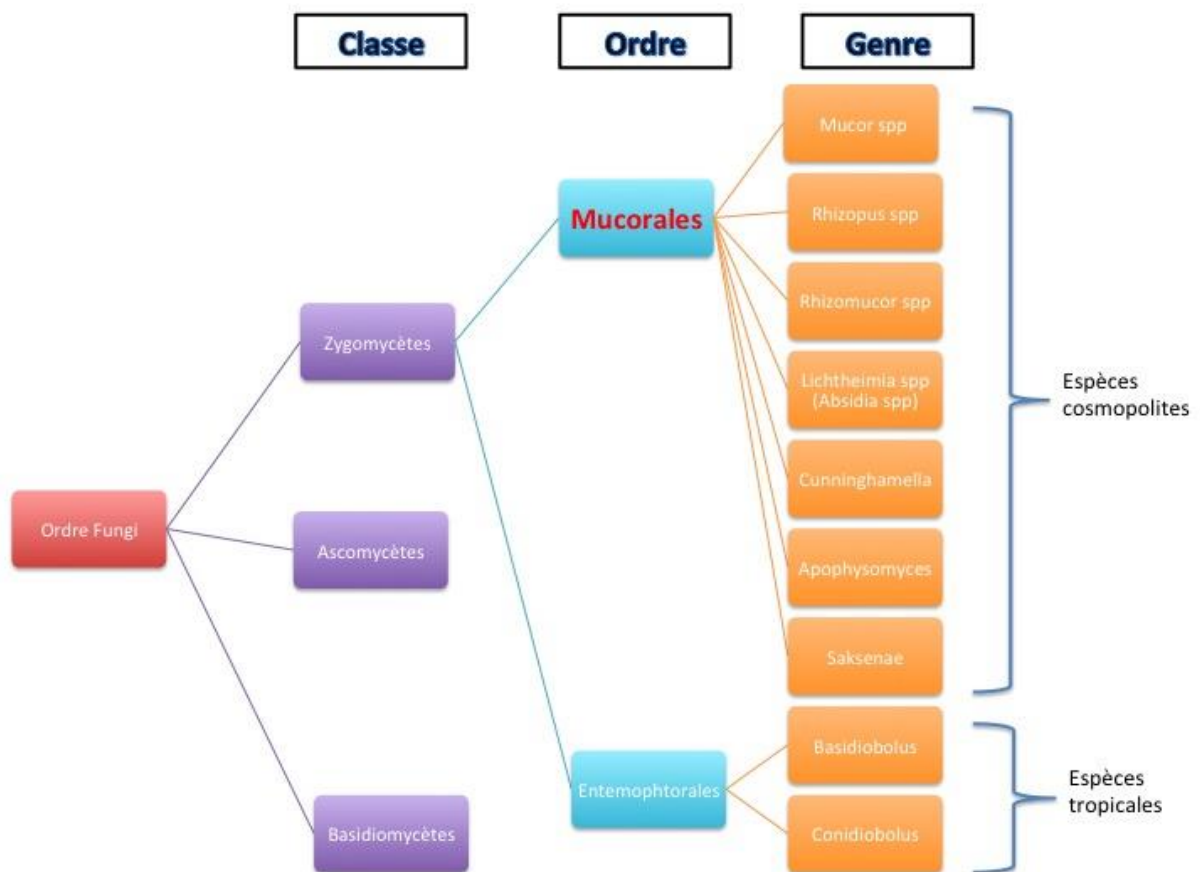 Classe
Ordre
Genre
Mucor spp
Mucorales
Rhizopus spp
Rhizomucor spp
Zygomycètes
Lichtheimia spp
(Absidia spp)
Espèces
cosmopolites
Cunninghamella
Ordre Fungi
Ascomycètes
Apophysomyces
Saksenae
Basidiobolus
Entemophtorales
Espèces
tropicales
Basidiomycètes
Conidiobolus